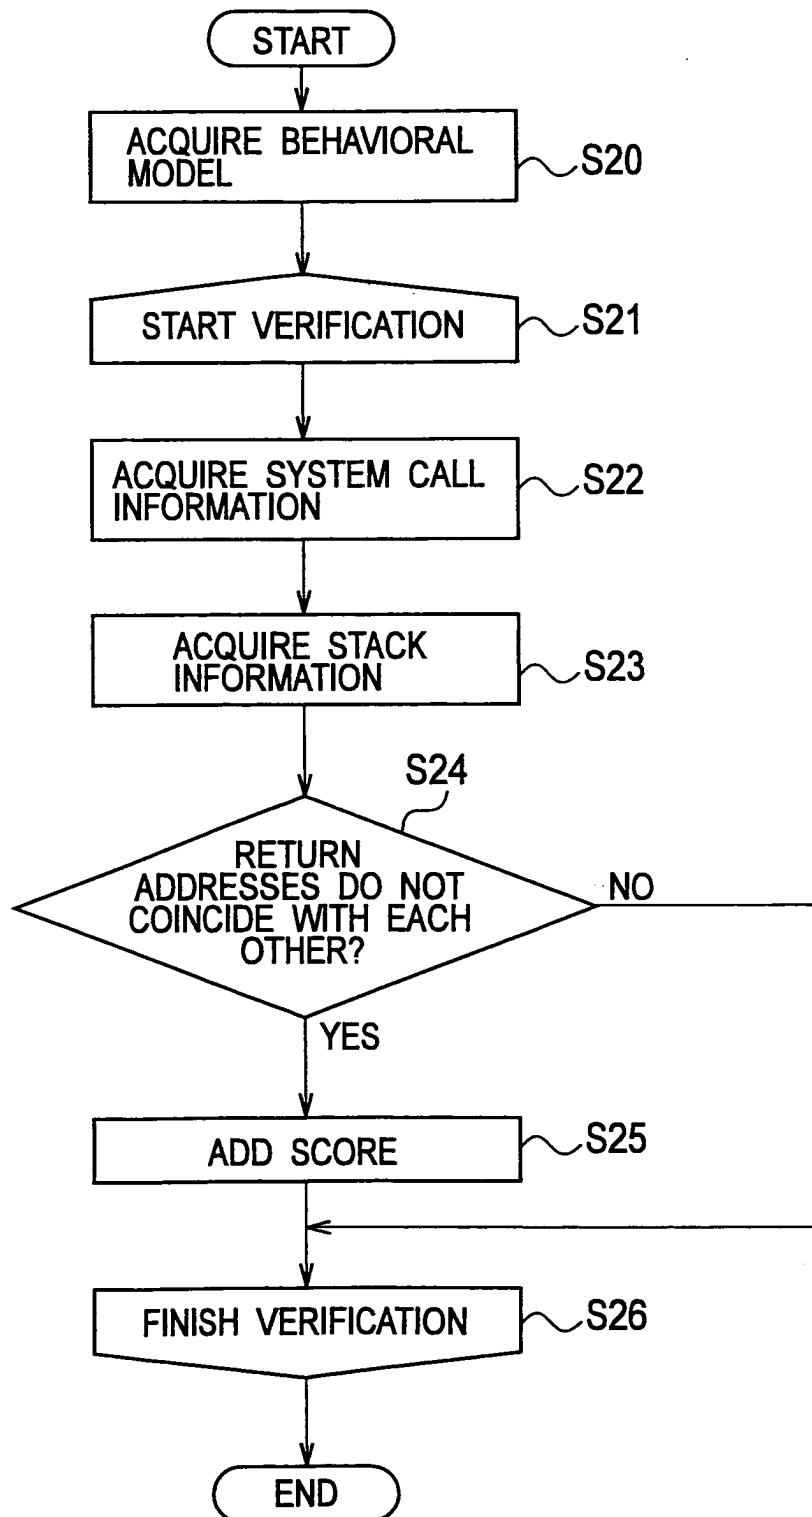 START
ACQUIRE BEHAVIORAL
MODEL
S20
START VERIFICATION
S21
ACQUIRE SYSTEM CALL
INFORMATION
S22
ACQUIRE STACK
INFORMATION
S23
S24
RETURN
ADDRESSES DO NOT
COINCIDE WITH EACH
OTHER?
NO
YES
ADD SCORE
S25
FINISH VERIFICATION
S26
END